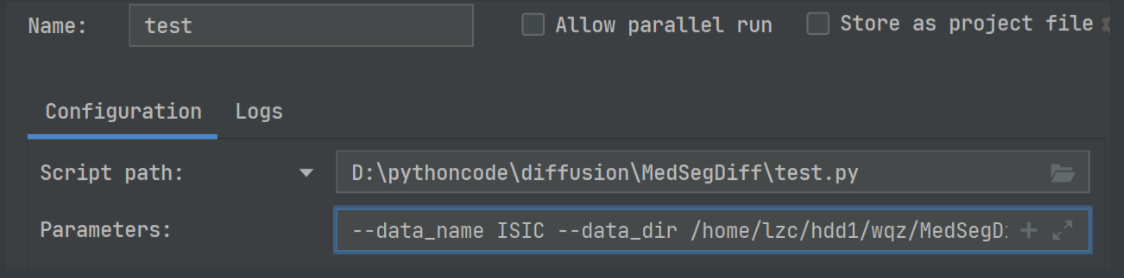 Name: test Allow parallel run Store as project file
Configuration Logs
Script path: D:\pythoncode\diffusion\MedSegDiff\test.py
Parameters: --data_name ISIC --data_dir /home/lzc/hdd1/wqz/MedSegD